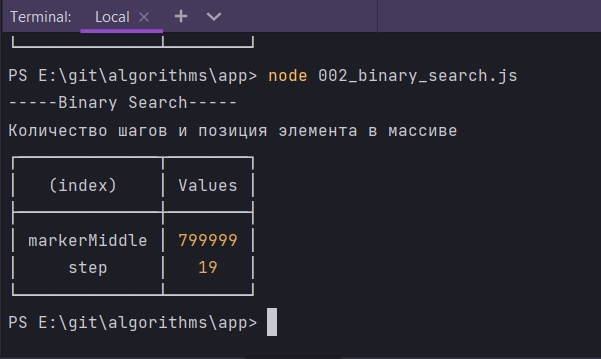 Terminal: Local
PS E:\git\algorithms\app> node 002_binary_search.js
-----Binary Search-----
Количество шагов и позиция элемента в массиве
(index) Values
markerMiddle 799999
step 19
PS E:\git\algorithms\app>